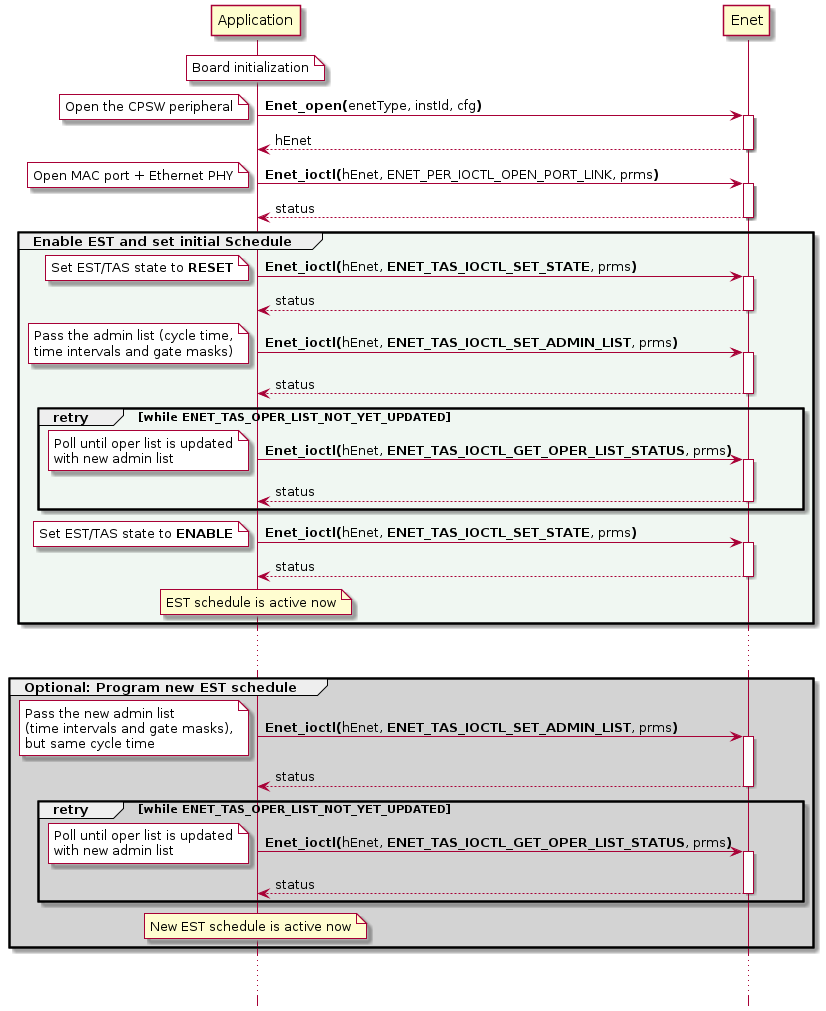 Application
Enet
Board initialization
Open the CPSW peripheral
Enet_open(enetType, instId, cfg)
hEnet
Open MAC port + Ethernet PHY
Enet_ioctl(hEnet, ENET_PER_IOCTL_OPEN_PORT_LINK, prms)
status
Enable EST and set initial Schedule
Set EST/TAS state to RESET
Enet_ioctl(hEnet, ENET_TAS_IOCTL_SET_STATE, prms)
status
Pass the admin list (cycle time,
time intervals and gate masks)
Enet_ioctl(hEnet, ENET_TAS_IOCTL_SET_ADMIN_LIST, prms)
status
retry
[while ENET_TAS_OPER_LIST_NOT_YET_UPDATED]
Poll until oper list is updated
with new admin list
Enet_ioctl(hEnet, ENET_TAS_IOCTL_GET_OPER_LIST_STATUS, prms)
status
Set EST/TAS state to ENABLE
Enet_ioctl(hEnet, ENET_TAS_IOCTL_SET_STATE, prms)
status
EST schedule is active now
Optional: Program new EST schedule
Pass the new admin list
(time intervals and gate masks),
but same cycle time
Enet_ioctl(hEnet, ENET_TAS_IOCTL_SET_ADMIN_LIST, prms)
status
retry
[while ENET_TAS_OPER_LIST_NOT_YET_UPDATED]
Poll until oper list is updated
with new admin list
Enet_ioctl(hEnet, ENET_TAS_IOCTL_GET_OPER_LIST_STATUS, prms)
status
New EST schedule is active now